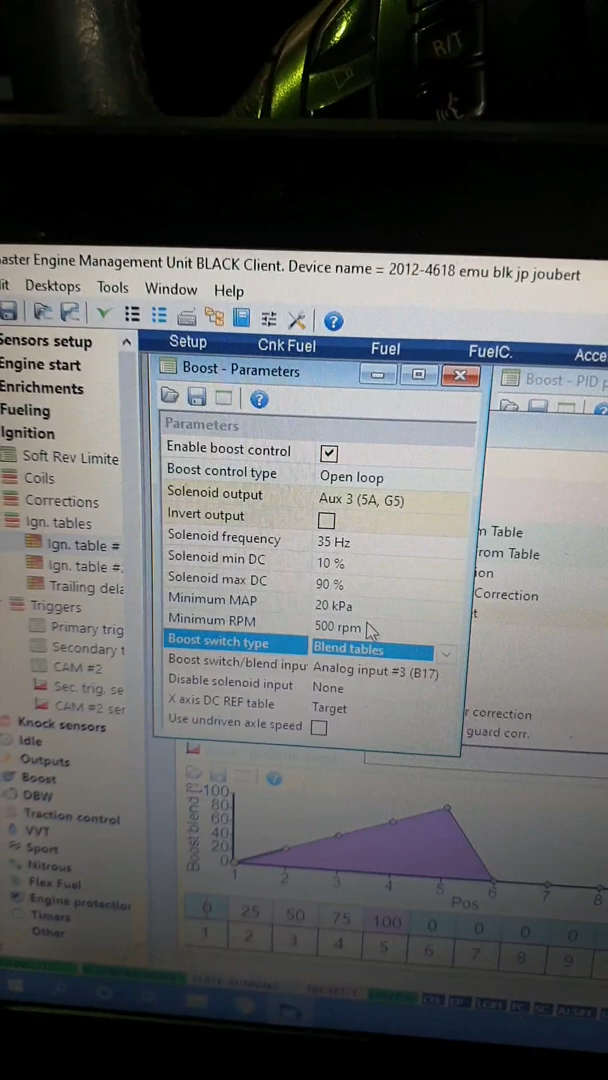 R/T
aster Engine Management Unit BLACK Client. Device name = 2012-4618 emu blk jp joubert
it Desktops Tools Window Help
Sensors setup
Setup Cnk Fuel Fuel FuelC. Acce
Engine start
Boost - Parameters
Boost - PID p
Enrichments
Fueling
Ignition
Soft Rev Limite
Coils
Corrections
Ign. tables
Ign. table #
Ign. table #
Trailing dela
Triggers
Primary trig
Secondary t
CAM #2
Sec. trig. se
CAM #2 ser
Knock sensors
Idle
Outputs
Boost
DBW
Traction control
VVT
Sport
Nitrous
Flex Fuel
Engine protection
Timers
Other
Parameters
Enable boost control
Boost control type Open loop
Solenoid output Aux 3 (5A, G5)
Invert output
Solenoid frequency 35 Hz
Solenoid min DC 10 %
Solenoid max DC 90 %
Minimum MAP 20 kPa
Minimum RPM 500 rpm
Boost switch type Blend tables
Boost switch/blend inpu Analog input #3 (B17)
Disable solenoid input None
X axis DC REF table Target
Use undriven axle speed
m Table
rom Table
ion
Correction
t
r correction
guard corr.
Boost blend [
100
80
60
40
20
0
1 2 3 4 5 6 7 8
Pos
0 25 50 75 100 0 0 0 0
1 2 3 4 5 6 7 8 9